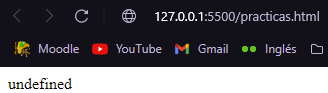 127.0.0.1:5500/practicas.html
Moodle YouTube Gmail Inglés
undefined